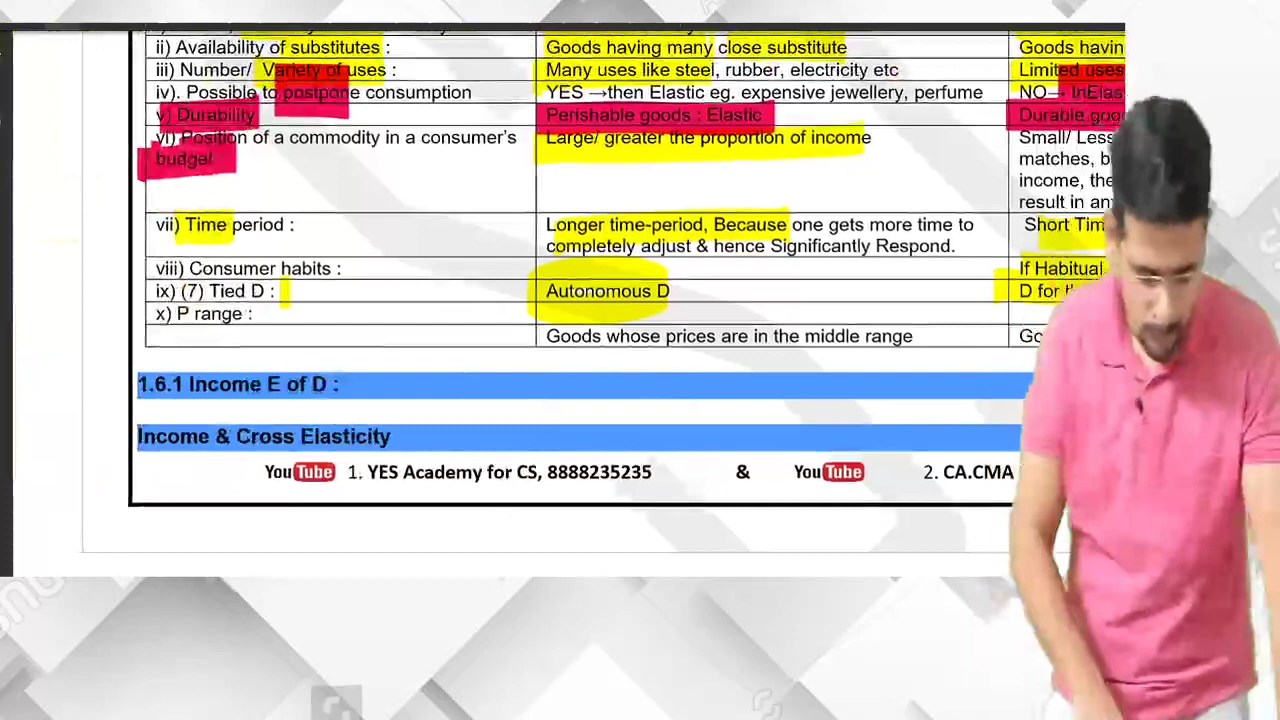 ii) Availability of substitutes : Goods having many close substitute Goods havin
iii) Number/ Variety of uses : Many uses like steel, rubber, electricity etc Limited uses
iv). Possible to postpone consumption YES →then Elastic eg. expensive jewellery, perfume NO→ InElas
v) Durability Perishable goods : Elastic Durable goo
vi) Position of a commodity in a consumer's Large/ greater the proportion of income Small/ Less
budget matches, b
income, the
result in an
vii) Time period : Longer time-period, Because one gets more time to Short Tim
completely adjust & hence Significantly Respond.
viii) Consumer habits : If Habitual
ix) (7) Tied D : Autonomous D D for
x) P range :
Goods whose prices are in the middle range
1.6.1 Income E of D :
Income & Cross Elasticity
YouTube 1. YES Academy for CS, 8888235235 & YouTube 2. CA.CMA